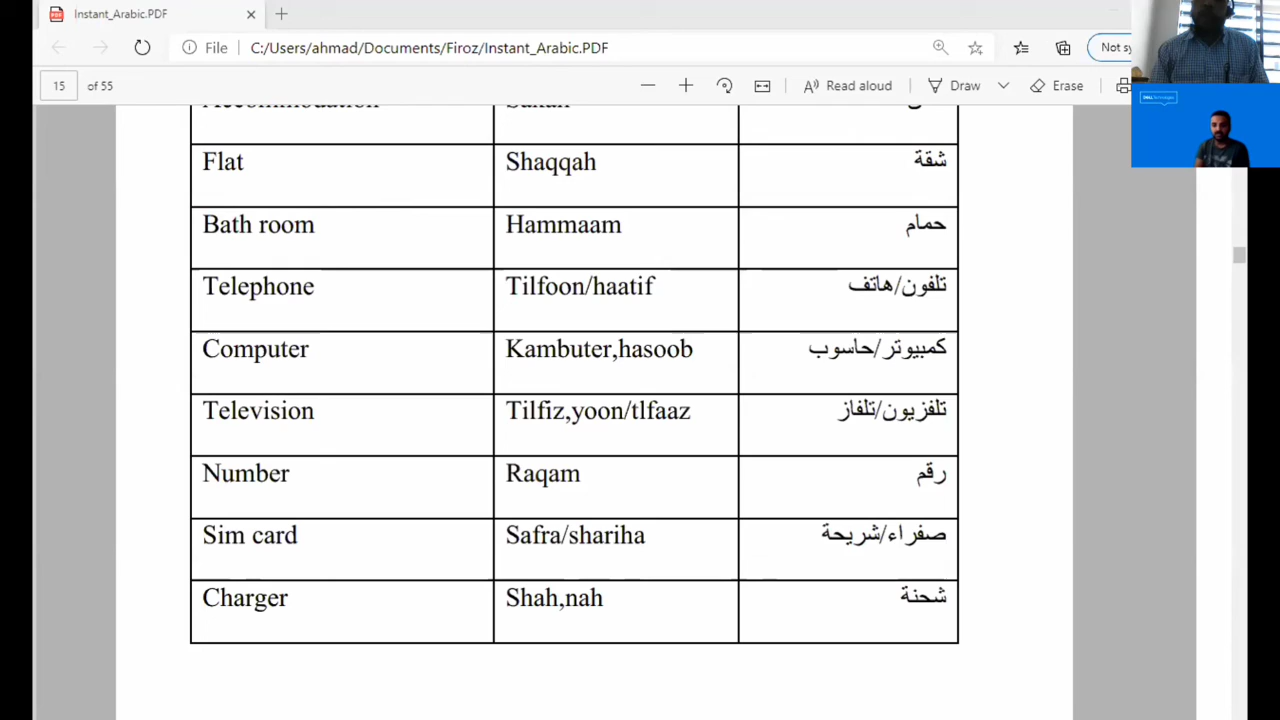 Instant_Arabic.PDF
File C:/Users/ahmad/Documents/Firoz/Instant_Arabic.PDF Not
15 of 55 Read aloud Draw Erase
Accommodation Sakan
Flat Shaqqah شقة
Bath room Hammaam حمام
Telephone Tilfoon/haatif تلفون/هاتف
Computer Kambuter,hasoob كمبيوتر/حاسوب
Television Tilfiz,yoon/tlfaaz تلفزيون/تلفاز
Number Raqam رقم
Sim card Safra/shariha صفراء/شريحة
Charger Shah,nah شحنة